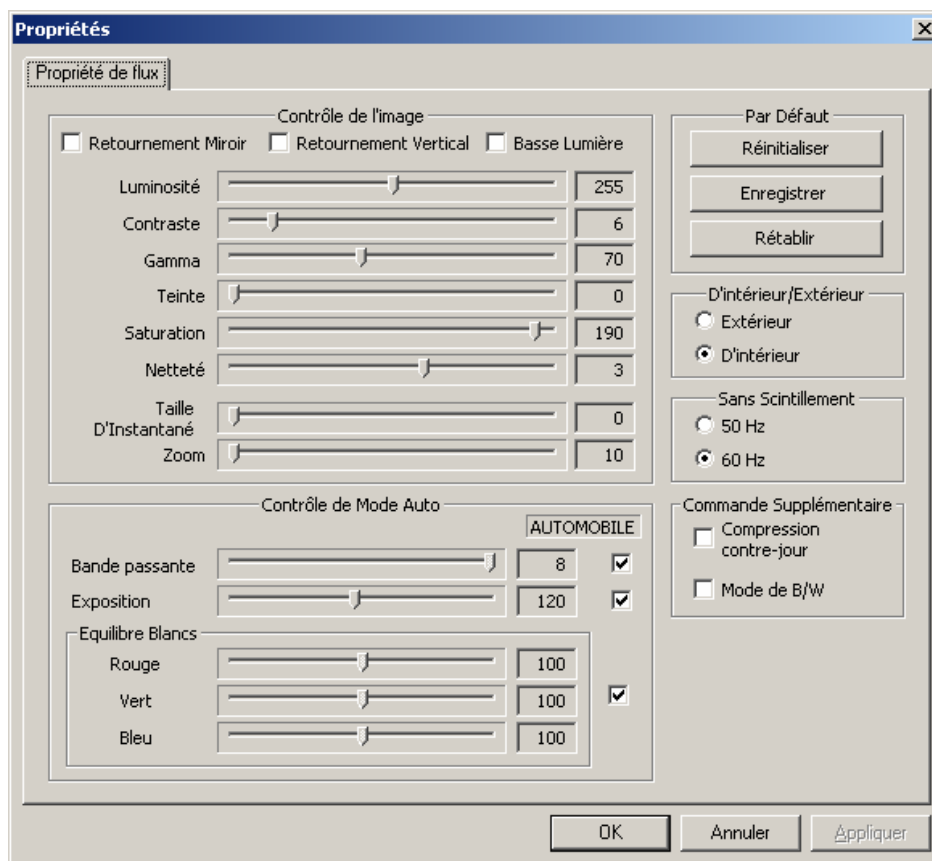 Propriétés
Propriété de flux
Contrôle de l'image
Retournement Miroir
Retournement Vertical
Basse Lumière
Luminosité
255
Contraste
6
Gamma
70
Teinte
0
Saturation
190
Netteté
3
Taille
D'Instantané
0
Zoom
10
Par Défaut
Réinitialiser
Enregistrer
Rétablir
D'intérieur/Extérieur
Extérieur
D'intérieur
Sans Scintillement
50 Hz
60 Hz
Contrôle de Mode Auto
AUTOMOBILE
Bande passante
8
Exposition
120
Equilibre Blancs
Rouge
100
Vert
100
Bleu
100
Commande Supplémentaire
Compression
contre-jour
Mode de B/W
OK
Annuler
Appliquer